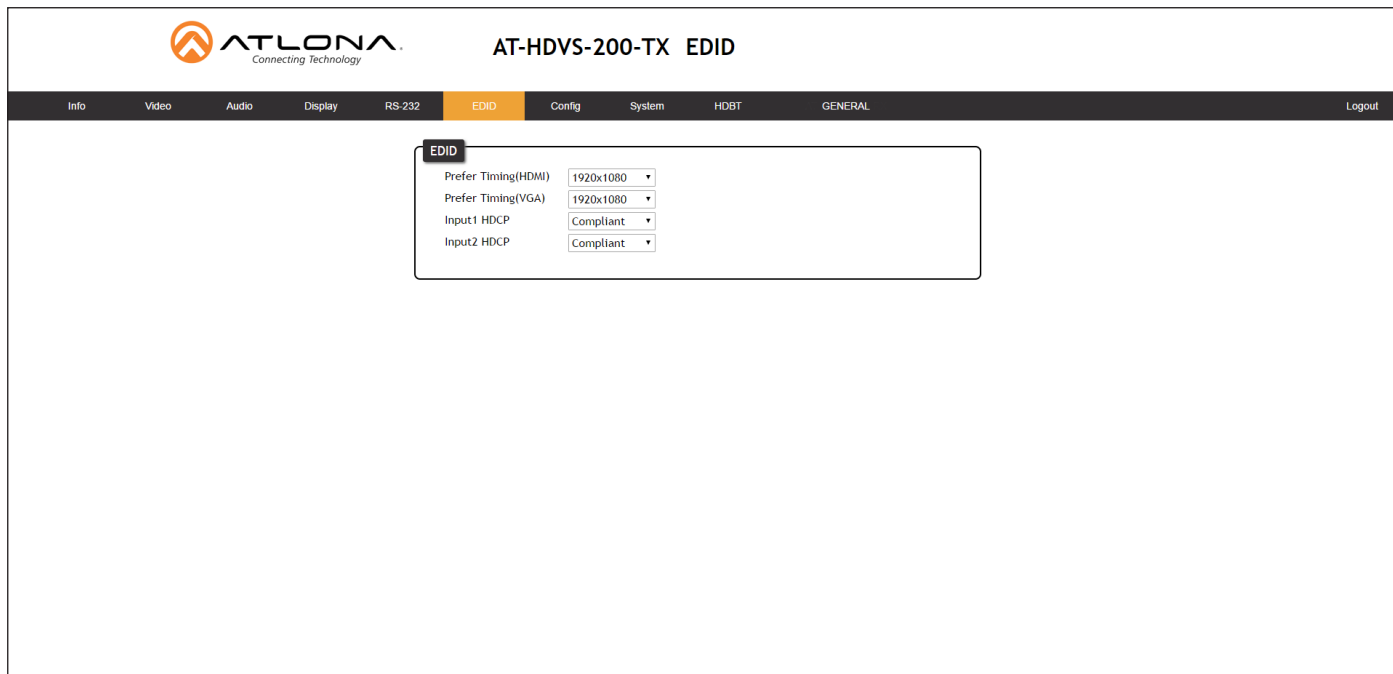 ATLONA.
Connecting Technology
AT-HDVS-200-TX EDID
Info Video Audio Display RS-232 EDID Config System HDBT GENERAL Logout
EDID
Prefer Timing(HDMI) 1920x1080
Prefer Timing(VGA) 1920x1080
Input1 HDCP Compliant
Input2 HDCP Compliant